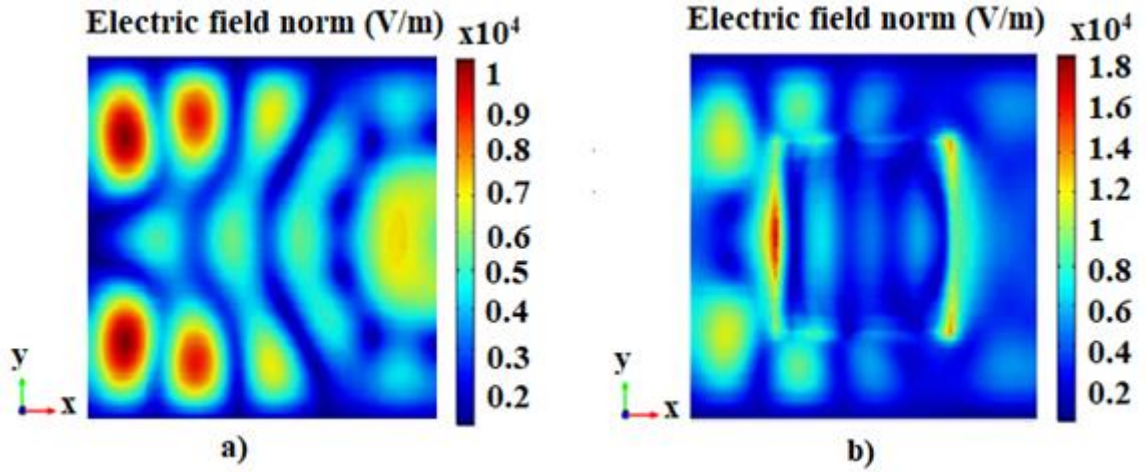 Electric field norm (V/m) x10⁴
1
0.9
0.8
0.7
0.6
0.5
0.4
0.3
0.2
y
x
a)
Electric field norm (V/m) x10⁴
1.8
1.6
1.4
1.2
1
0.8
0.6
0.4
0.2
y
x
b)